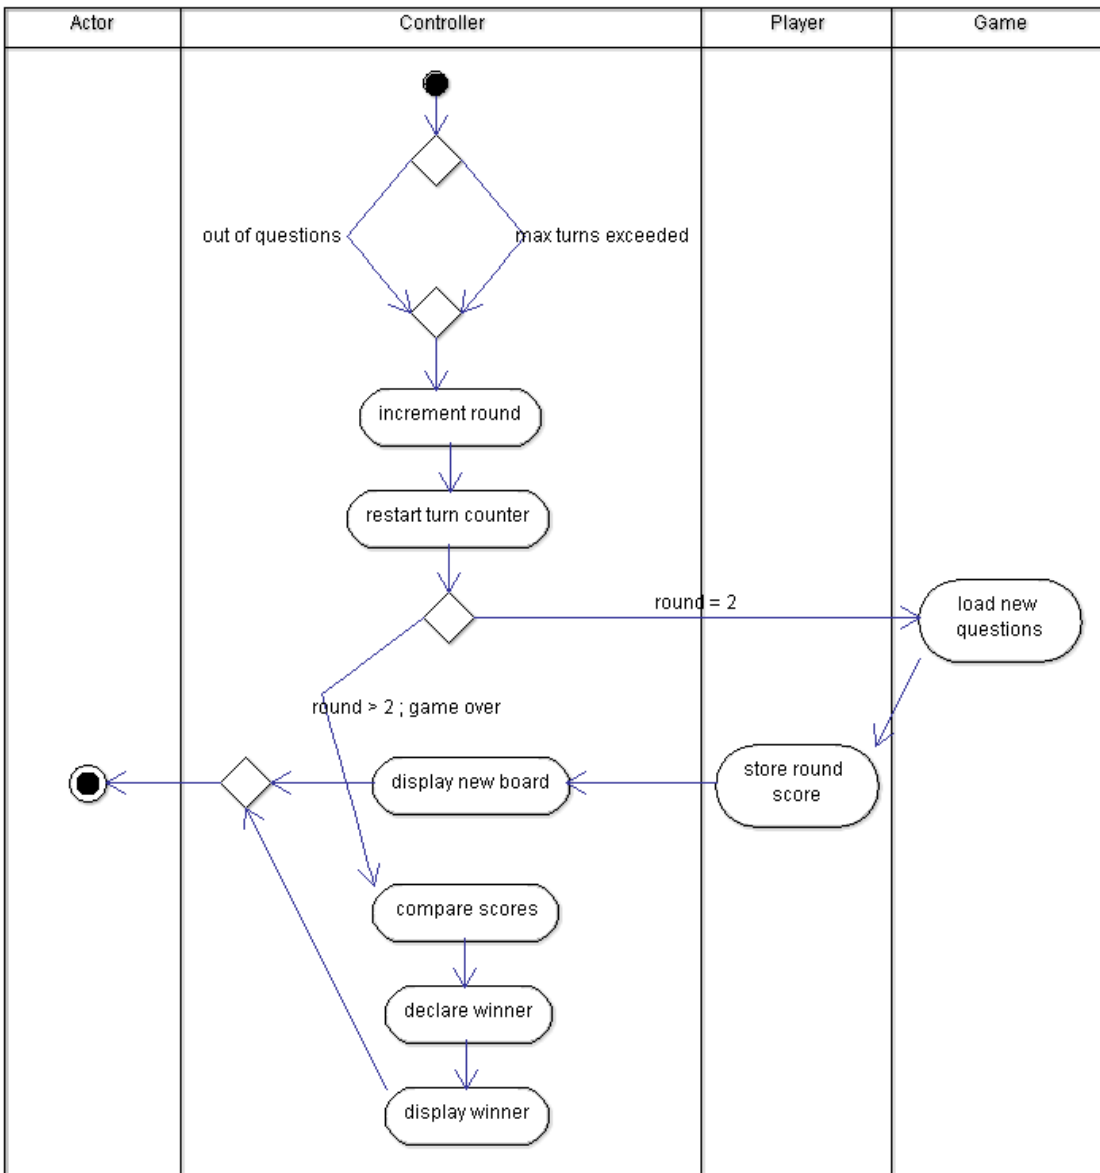 Actor
Controller
Player
Game
out of questions
max turns exceeded
increment round
restart turn counter
round = 2
load new
questions
round > 2 ; game over
store round
score
display new board
compare scores
declare winner
display winner